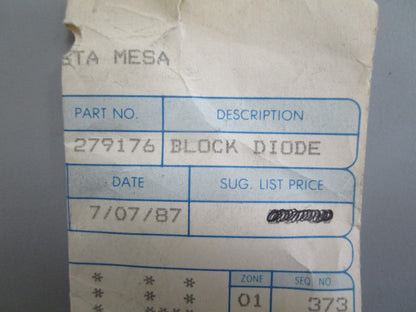 STA MESA
PART NO. DESCRIPTION
279176 BLOCK DIODE
DATE SUG. LIST PRICE
7/07/87
ZONE SEQ. NO.
* * *
* * * 01 373
* * ****